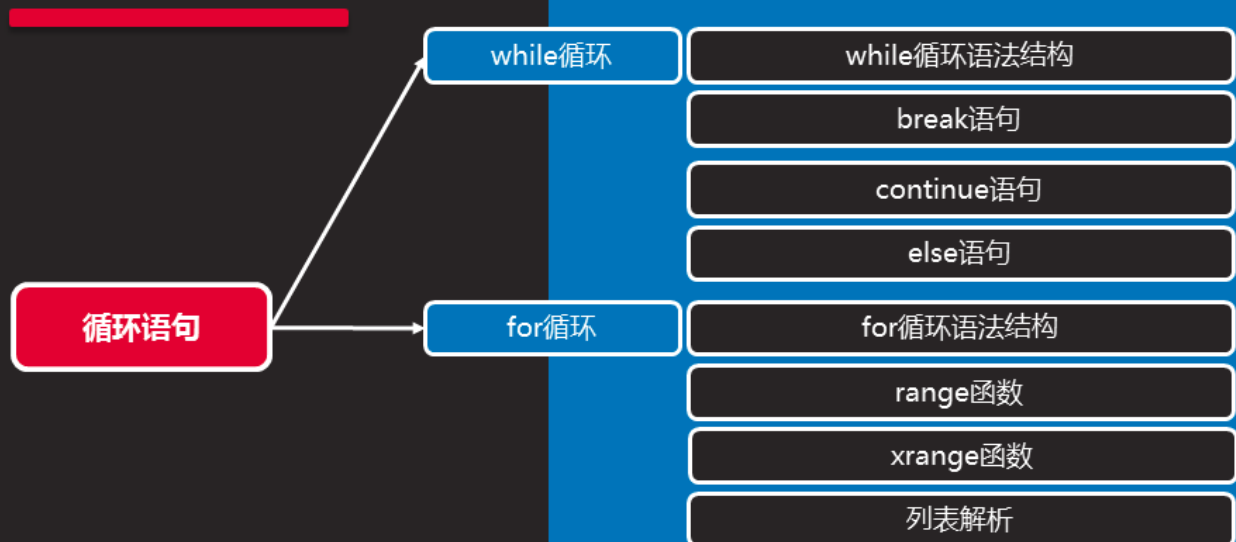 while循环
while循环语法结构
break语句
continue语句
else语句
循环语句
for循环
for循环语法结构
range函数
xrange函数
列表解析